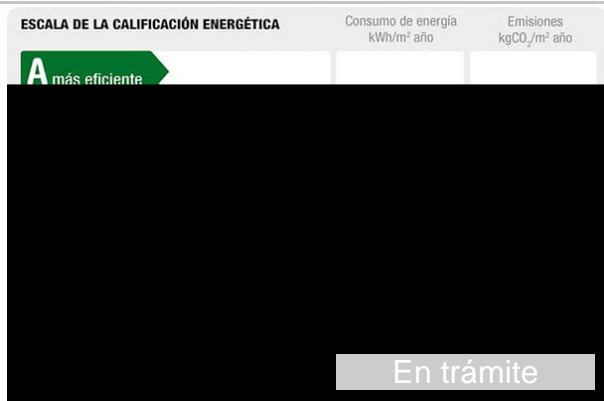 ESCALA DE LA CALIFICACIÓN ENERGÉTICA
Consumo de energía
kWh/m² año
Emisiones
kgCO₂/m² año
A más eficiente
En trámite